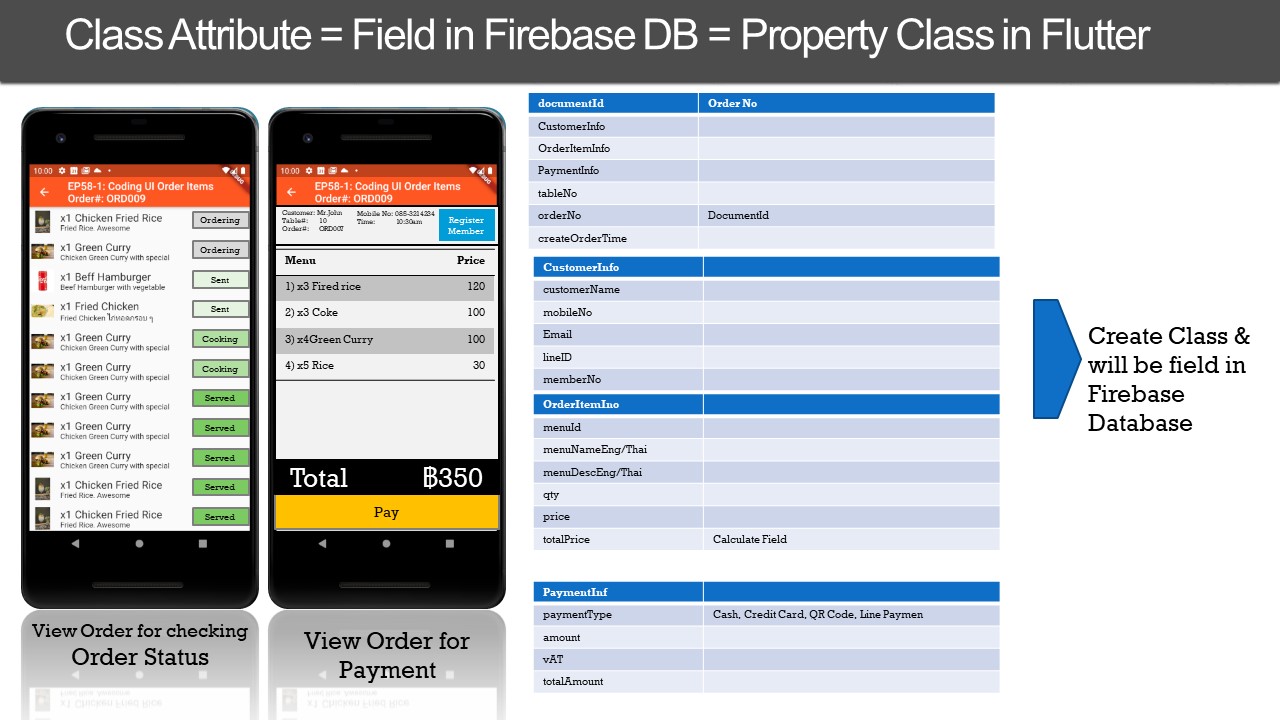 Class Attribute = Field in Firebase DB = Property Class in Flutter
10:00
EP58-1: Coding UI Order Items
Order#: ORD009
x1 Chicken Fried Rice
Fried Rice. Awesome
Ordering
x1 Green Curry
Chicken Green Curry with special
Ordering
x1 Beff Hamburger
Beef Hamburger with vegetable
Sent
x1 Fried Chicken
Fried Chicken ไก่ทอดกรอบ ๆ
Sent
x1 Green Curry
Chicken Green Curry with special
Cooking
x1 Green Curry
Chicken Green Curry with special
Cooking
x1 Green Curry
Chicken Green Curry with special
Served
x1 Green Curry
Chicken Green Curry with special
Served
x1 Green Curry
Chicken Green Curry with special
Served
x1 Chicken Fried Rice
Fried Rice. Awesome
Served
x1 Chicken Fried Rice
Fried Rice. Awesome
Served
View Order for checking
Order Status
10:00
EP58-1: Coding UI Order Items
Order#: ORD009
Customer: Mr.John Mobile No: 085-3214234
Table#: 10 Time: 10:30am
Order#: ORD007
Register
Member
Menu Price
1) x3 Fired rice 120
2) x3 Coke 100
3) x4Green Curry 100
4) x5 Rice 30
Total ฿350
Pay
View Order for
Payment
documentId Order No
CustomerInfo
OrderItemInfo
PaymentInfo
tableNo
orderNo DocumentId
createOrderTime
CustomerInfo
customerName
mobileNo
Email
lineID
memberNo
OrderItemIno
menuId
menuNameEng/Thai
menuDescEng/Thai
qty
price
totalPrice Calculate Field
PaymentInf
paymentType Cash, Credit Card, QR Code, Line Paymen
amount
vAT
totalAmount
Create Class &
will be field in
Firebase
Database